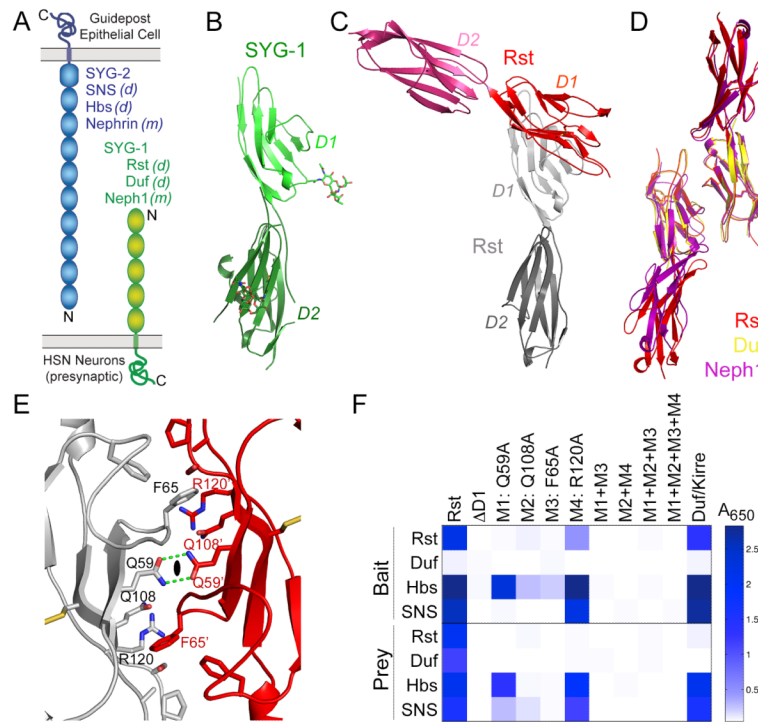 A
C
Guidepost
Epithelial Cell
SYG-2
SNS (d)
Hbs (d)
Nephrin (m)
SYG-1
Rst (d)
Duf (d)
Neph1 (m)
N
N
HSN Neurons
(presynaptic)
C
B
SYG-1
D1
D2
C
D2
Rst
D1
D1
Rst
D2
D
Rs
Du
Neph1
E
F65
R120'
Q108'
Q59
Q59'
Q108
R120
F65'
F
Rst
ΔD1
M1: Q59A
M2: Q108A
M3: F65A
M4: R120A
M1+M3
M2+M4
M1+M2+M3
M1+M2+M3+M4
Duf/Kirre
A650
Bait
Rst
Duf
Hbs
SNS
Prey
Rst
Duf
Hbs
SNS
2.5
2
1.5
1
0.5